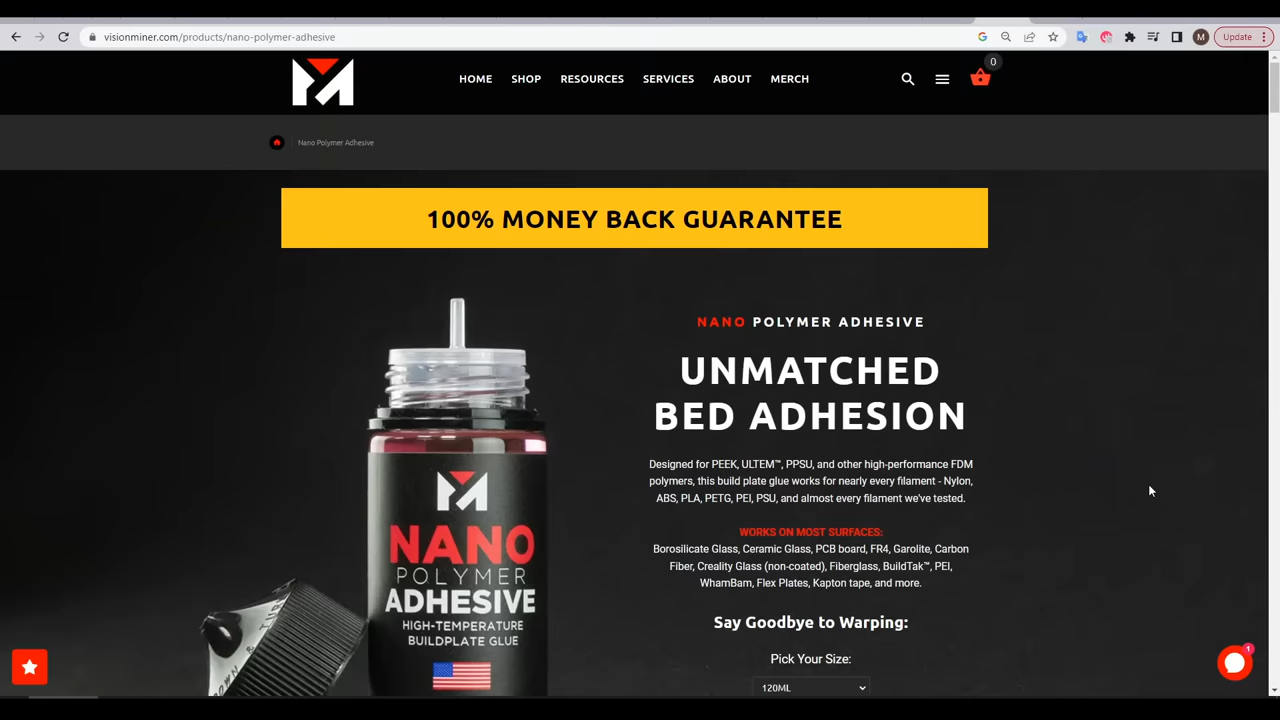 visionminer.com/products/nano-polymer-adhesive
M
Update
HOME SHOP RESOURCES SERVICES ABOUT MERCH
0
Nano Polymer Adhesive
100% MONEY BACK GUARANTEE
NANO POLYMER ADHESIVE
UNMATCHED
BED ADHESION
Designed for PEEK, ULTEM™, PPSU, and other high-performance FDM
polymers, this build plate glue works for nearly every filament - Nylon,
ABS, PLA, PETG, PEI, PSU, and almost every filament we've tested.
WORKS ON MOST SURFACES:
Borosilicate Glass, Ceramic Glass, PCB board, FR4, Garolite, Carbon
Fiber, Creality Glass (non-coated), Fiberglass, BuildTak™, PEI,
WhamBam, Flex Plates, Kapton tape, and more.
Say Goodbye to Warping:
Pick Your Size:
120ML
NANO
POLYMER
ADHESIVE
HIGH-TEMPERATURE
BUILDPLATE GLUE
1